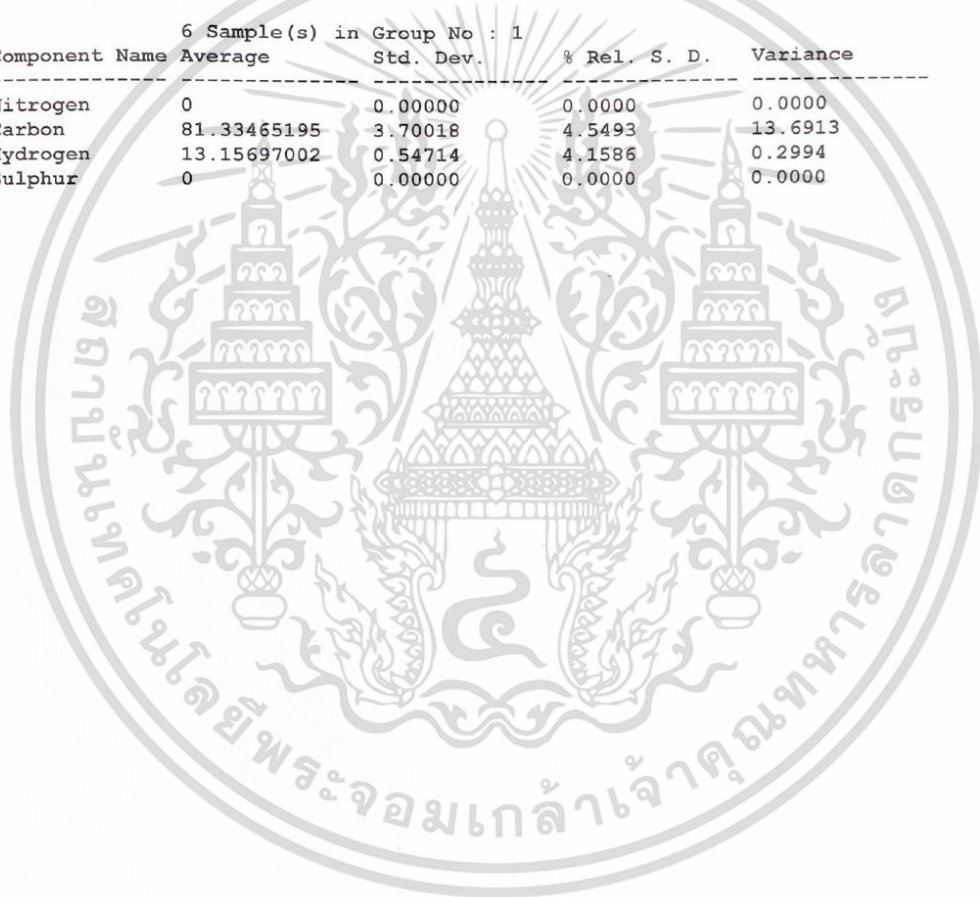 6 Sample(s) in Group No : 1
Component Name Average Std. Dev. % Rel. S. D. Variance
Nitrogen 0 0.00000 0.0000 0.0000
Carbon 81.33465195 3.70018 4.5493 13.6913
Hydrogen 13.15697002 0.54714 4.1586 0.2994
Sulphur 0 0.00000 0.0000 0.0000
สถาบันเทคโนโลยีพระจอมเกล้าเจ้าคุณทหารลาดกระบัง